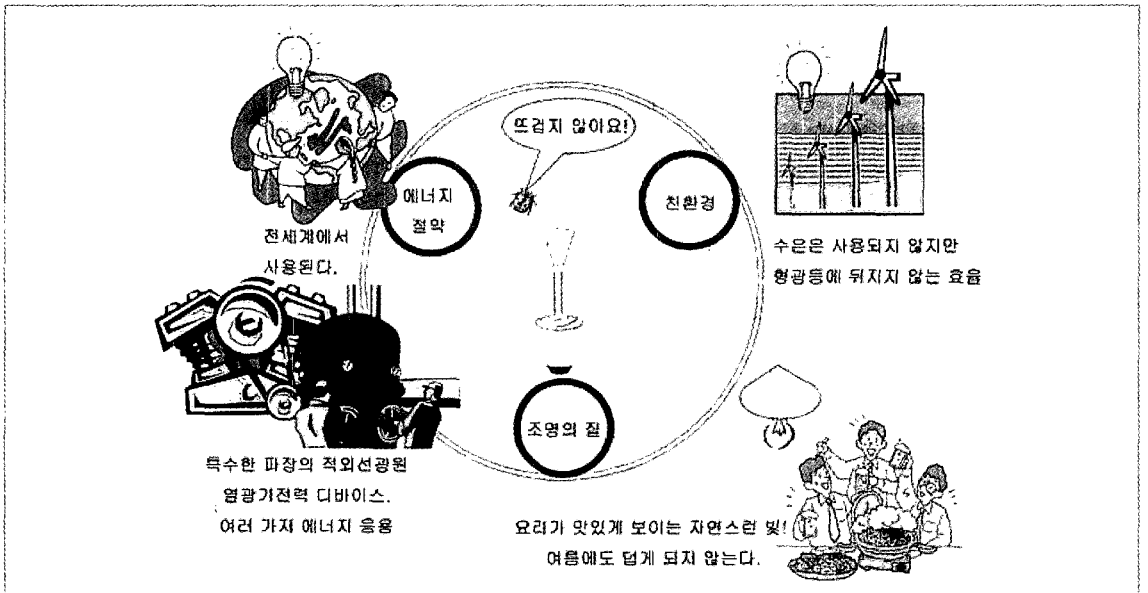 뜨겁지 않아요!
에너지
절약
친환경
전세계에서
사용된다.
수은은 사용되지 않지만
형광등에 뒤지지 않는 효율
조명의 질
특수한 파장의 적외선광원
열광기전력 디바이스.
여러 가지 에너지 응용
요리가 맛있게 보이는 자연스런 빛!
여름에도 덥게 되지 않는다.